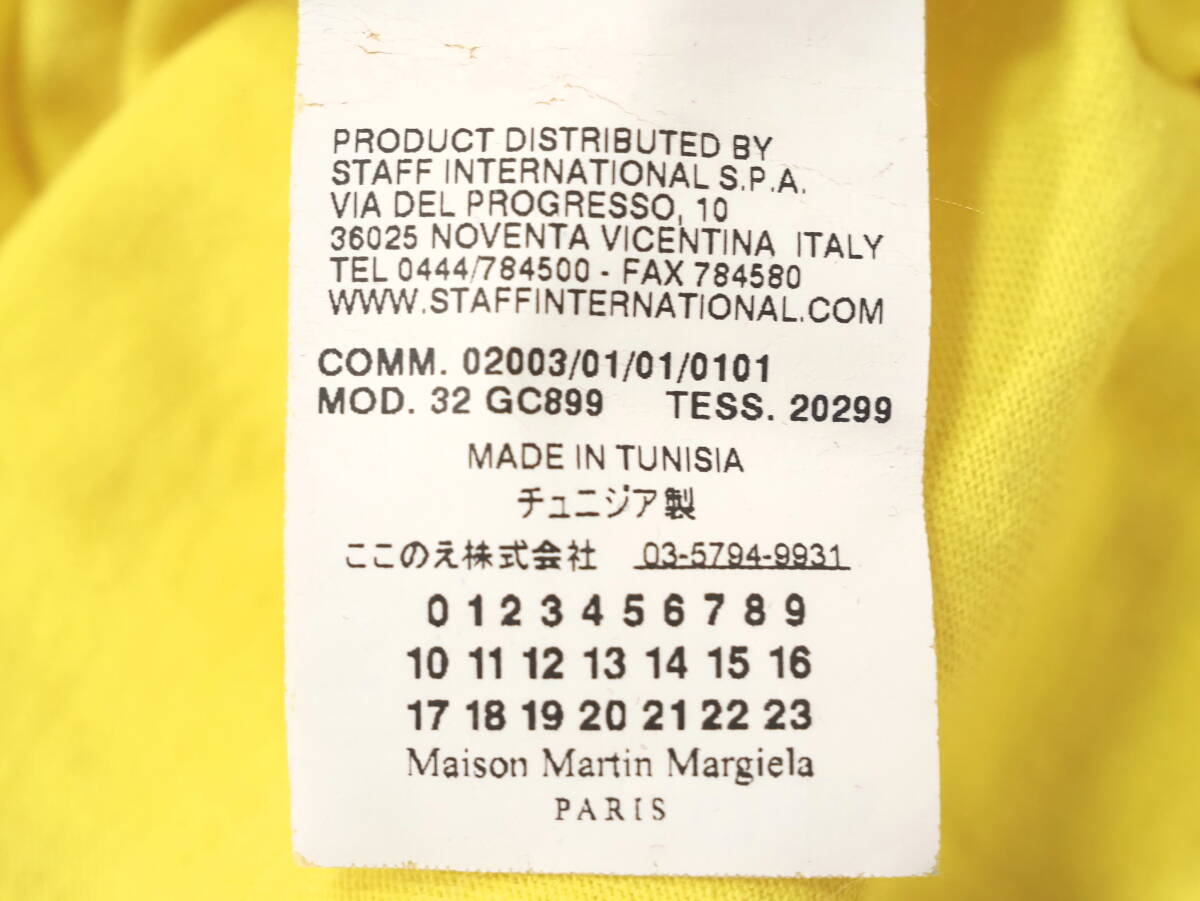 PRODUCT DISTRIBUTED BY
STAFF INTERNATIONAL S.P.A.
VIA DEL PROGRESSO, 10
36025 NOVENTA VICENTINA ITALY
TEL 0444/784500 - FAX 784580
WWW.STAFFINTERNATIONAL.COM
COMM. 02003/01/01/0101
MOD. 32 GC899 TESS. 20299
MADE IN TUNISIA
チュニジア製
ここのえ株式会社 03-5794-9931
0 1 2 3 4 5 6 7 8 9
10 11 12 13 14 15 16
17 18 19 20 21 22 23
Maison Martin Margiela
PARIS